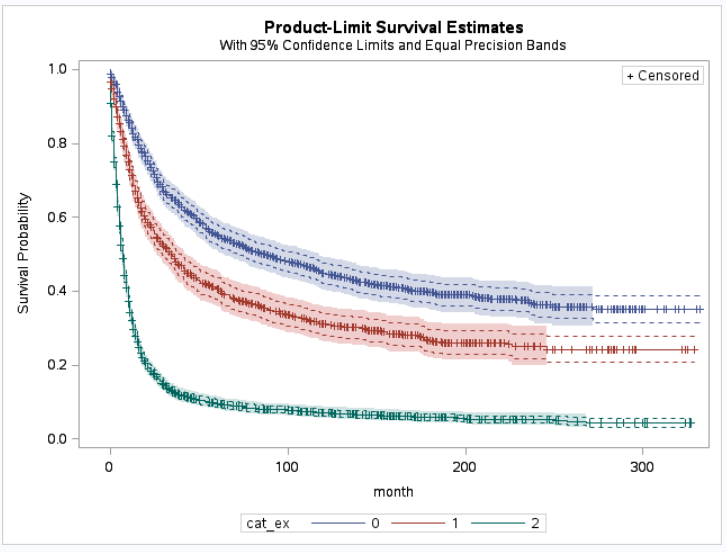 Product-Limit Survival Estimates
With 95% Confidence Limits and Equal Precision Bands
+ Censored
1.0
0.8
0.6
0.4
0.2
0.0
Survival Probability
0 100 200 300
month
cat_ex 0 1 2